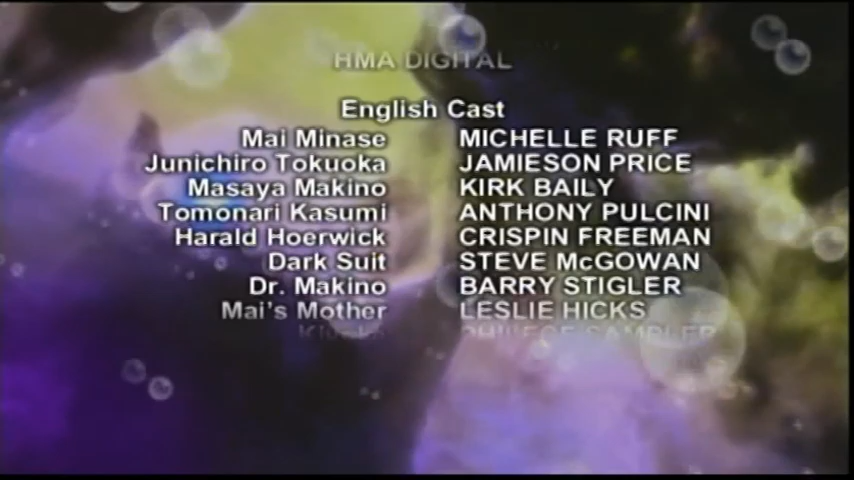 HMA DIGITAL
English Cast
Mai Minase MICHELLE RUFF
Junichiro Tokuoka JAMIESON PRICE
Masaya Makino KIRK BAILY
Tomonari Kasumi ANTHONY PULCINI
Harald Hoerwick CRISPIN FREEMAN
Dark Suit STEVE McGOWAN
Dr. Makino BARRY STIGLER
Mai's Mother LESLIE HICKS
SAMPLER